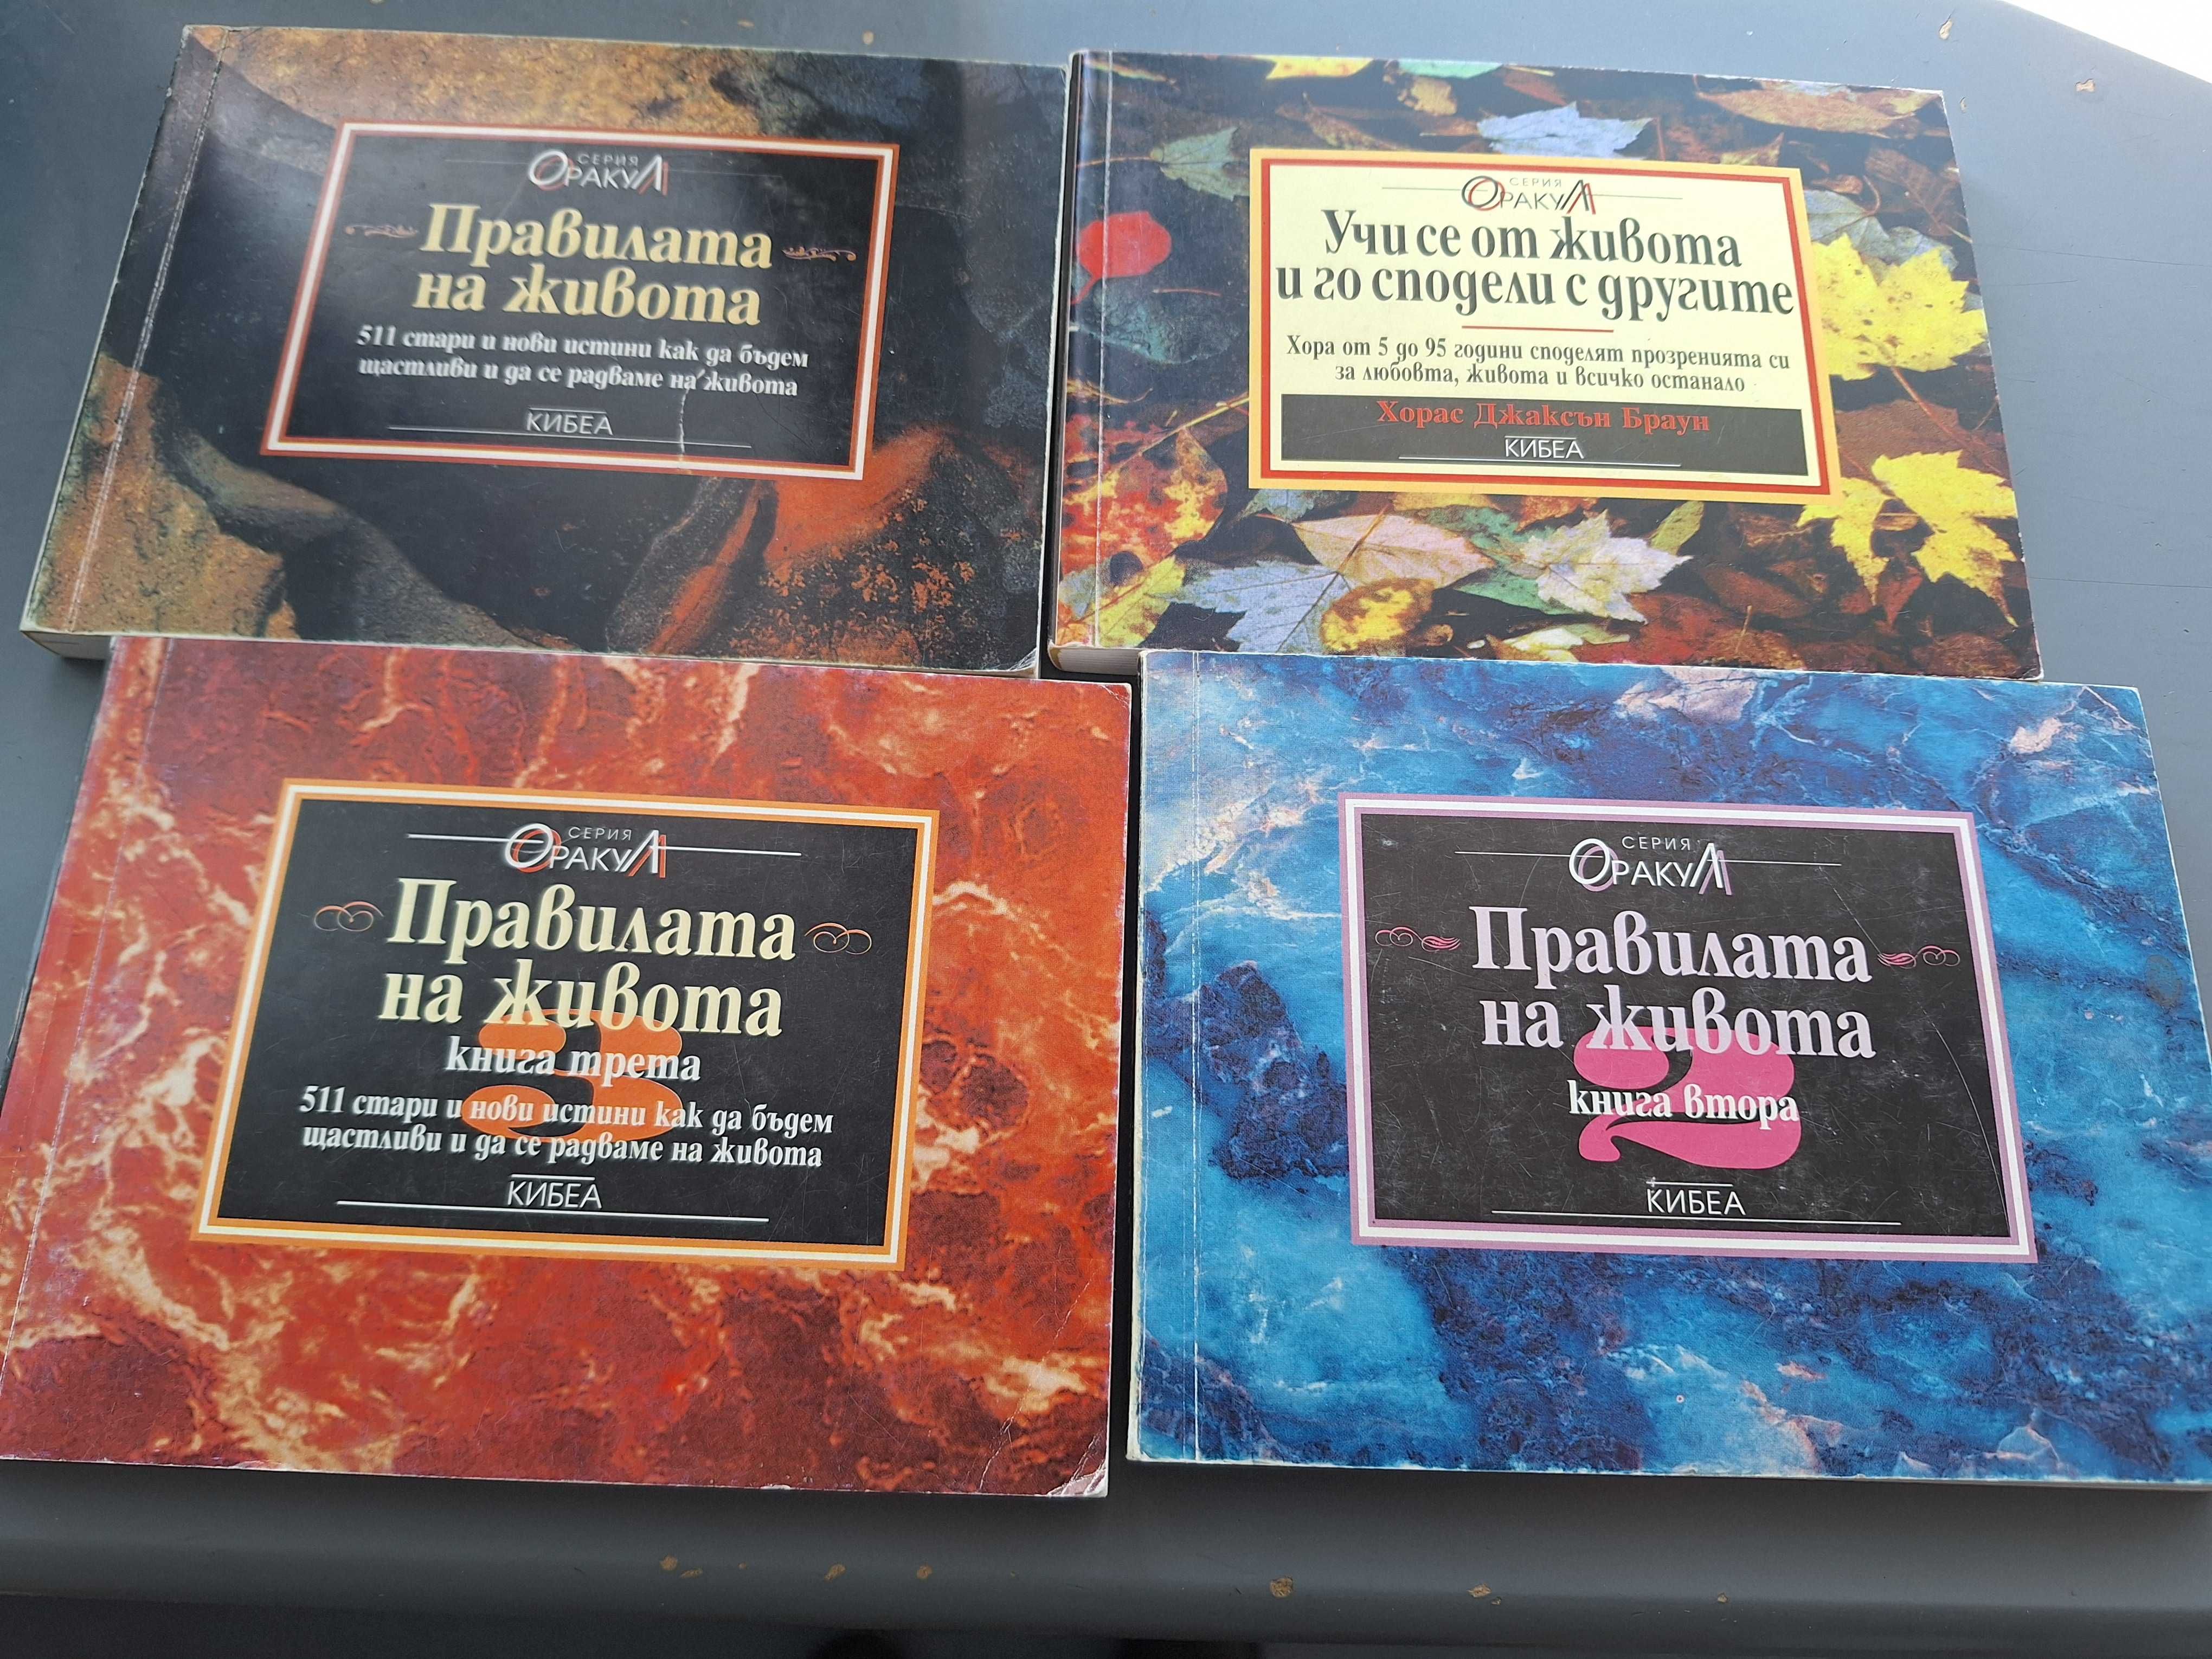 СЕРИЯ
ОРАКУЛ
Правилата
на живота
511 стари и нови истини как да бъдем
щастливи и да се радваме на живота
КИБЕА
СЕРИЯ
ОРАКУЛ
Учи се от живота
и го сподели с другите
Хора от 5 до 95 години споделят прозренията си
за любовта, живота и всичко останало
Хорас Джаксън Браун
КИБЕА
СЕРИЯ
ОРАКУЛ
Правилата
на живота
3
книга трета
511 стари и нови истини как да бъдем
щастливи и да се радваме на живота
КИБЕА
СЕРИЯ
ОРАКУЛ
Правилата
на живота
2
книга втора
КИБЕА